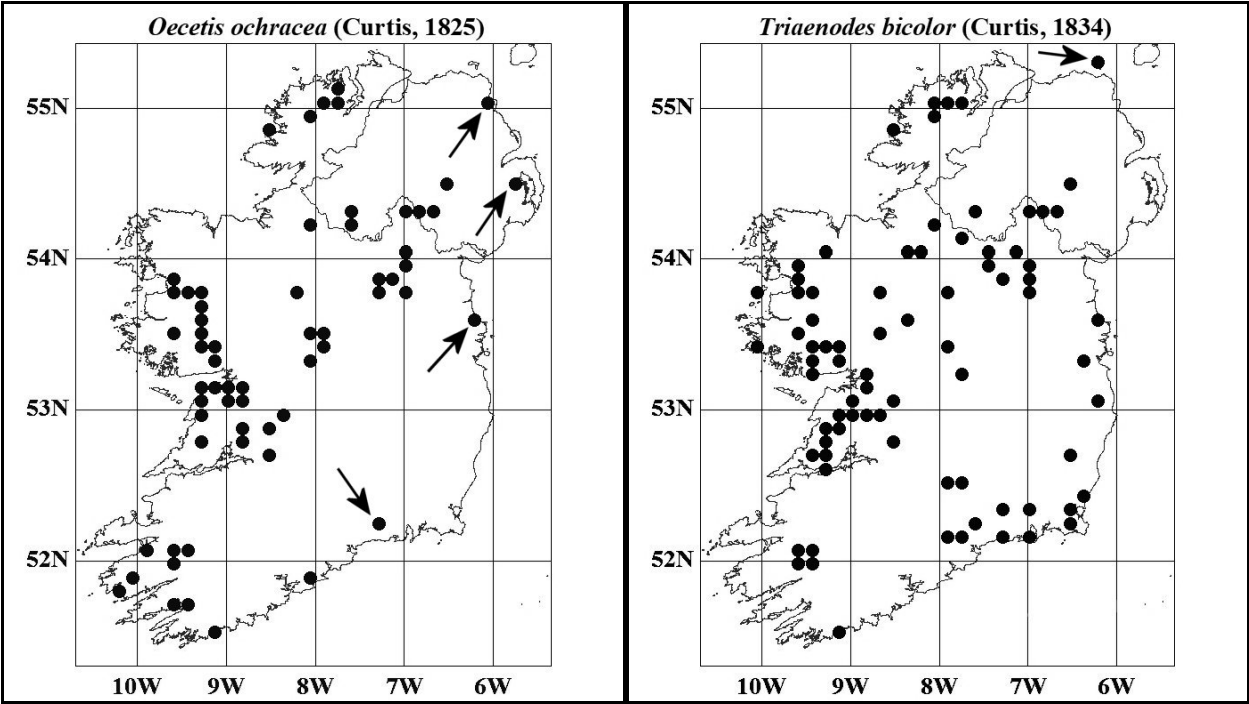 Oecetis ochracea (Curtis, 1825)
55N
54N
53N
52N
10W 9W 8W 7W 6W
Triaenodes bicolor (Curtis, 1834)
55N
54N
53N
52N
10W 9W 8W 7W 6W